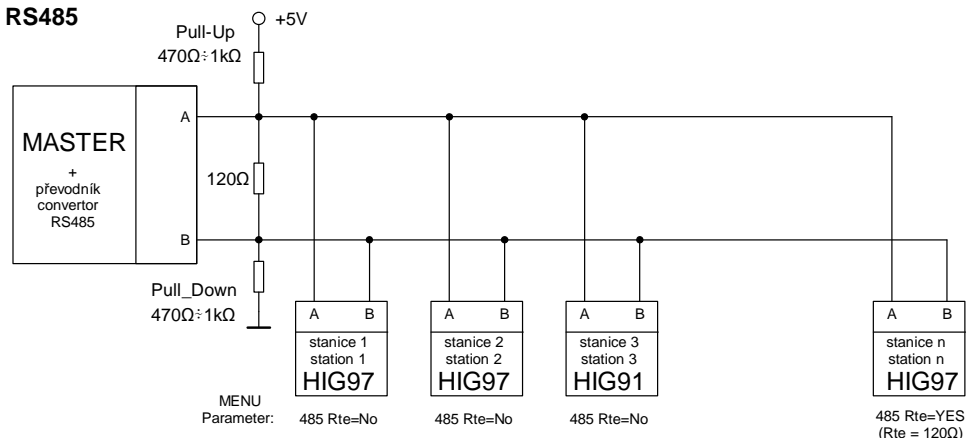 RS485
Pull-Up
470Ω÷1kΩ
+5V
MASTER
+
převodník
convertor
RS485
A
120Ω
B
Pull_Down
470Ω÷1kΩ
A B
stanice 1
station 1
HIG97
A B
stanice 2
station 2
HIG97
A B
stanice 3
station 3
HIG91
A B
stanice n
station n
HIG97
MENU
Parameter:
485 Rte=No
485 Rte=No
485 Rte=No
485 Rte=YES
(Rte = 120Ω)